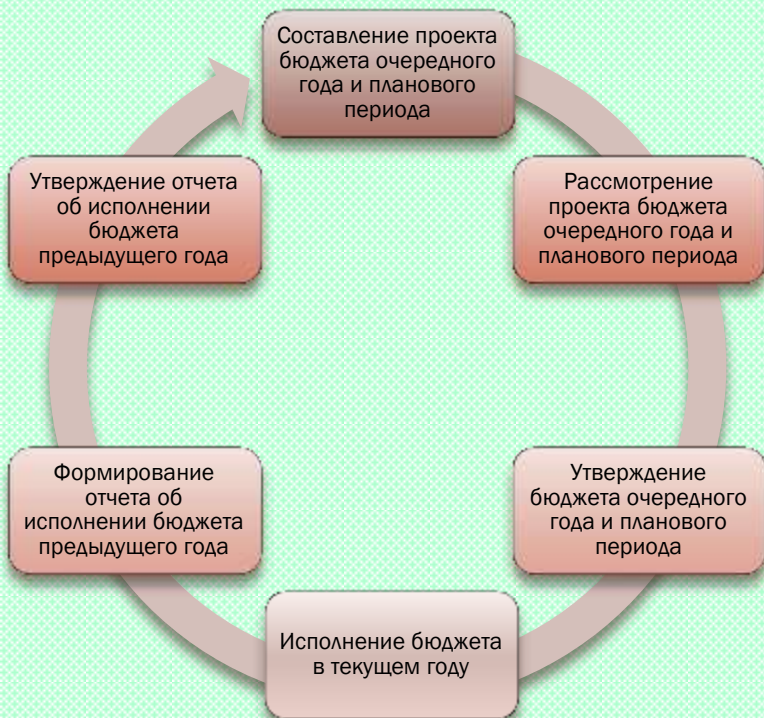 Составление проекта
бюджета очередного
года и планового
периода
Рассмотрение
проекта бюджета
очередного года и
планового периода
Утверждение
бюджета очередного
года и планового
периода
Исполнение бюджета
в текущем году
Формирование
отчета об
исполнении бюджета
предыдущего года
Утверждение отчета
об исполнении
бюджета
предыдущего года